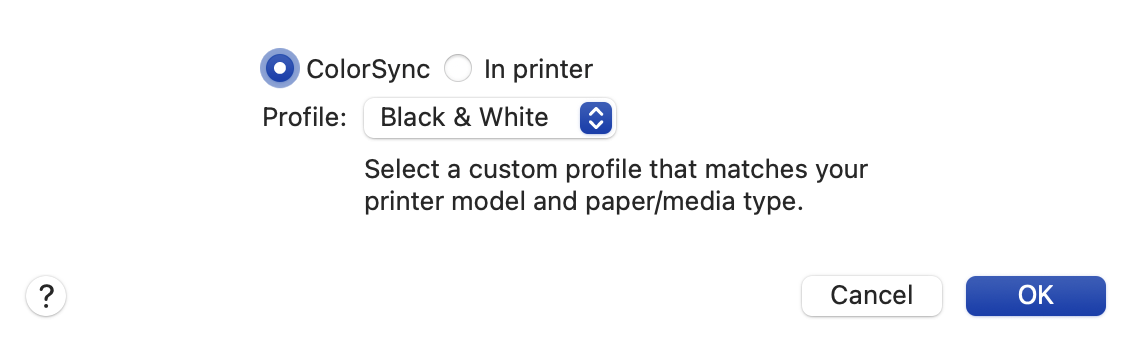 ColorSync In printer
Profile: Black & White
Select a custom profile that matches your
printer model and paper/media type.
? Cancel OK